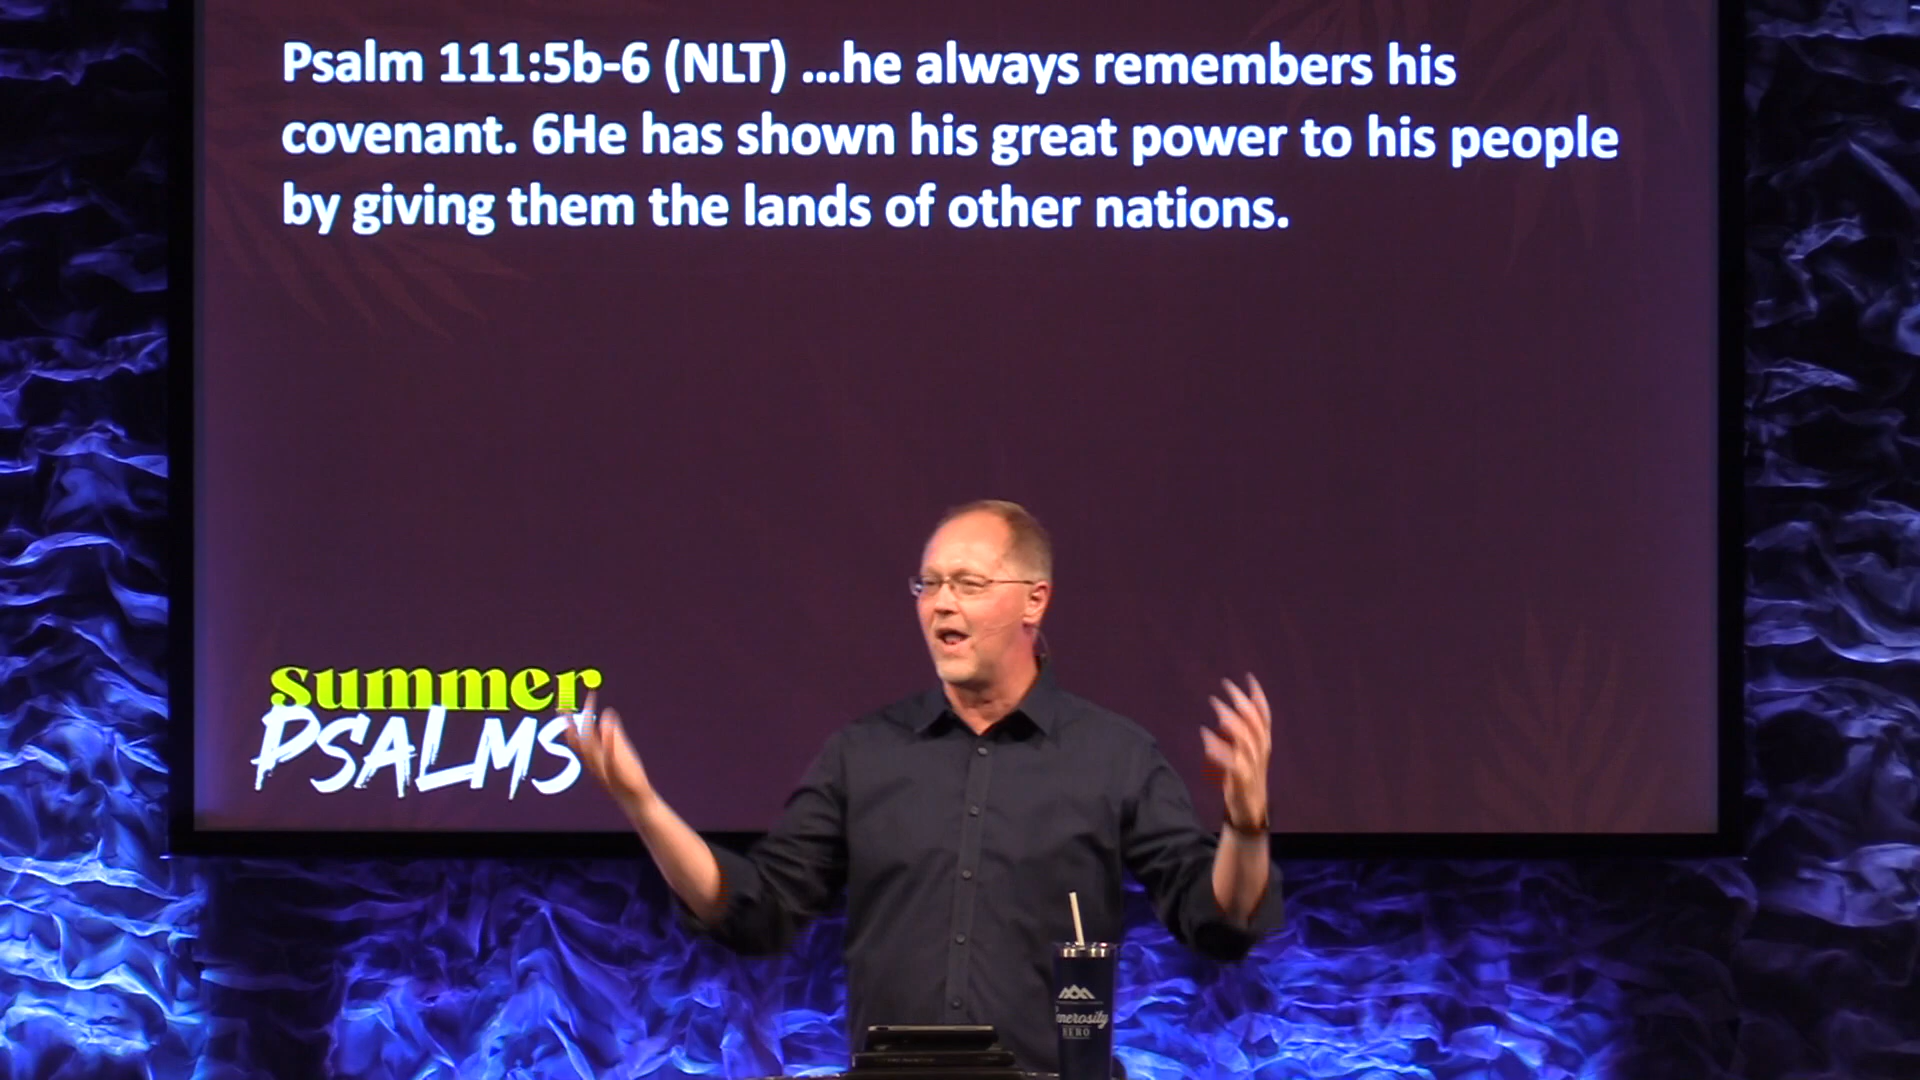 Psalm 111:5b-6 (NLT) ...he always remembers his
covenant. 6He has shown his great power to his people
by giving them the lands of other nations.
summer
PSALMS
HERO